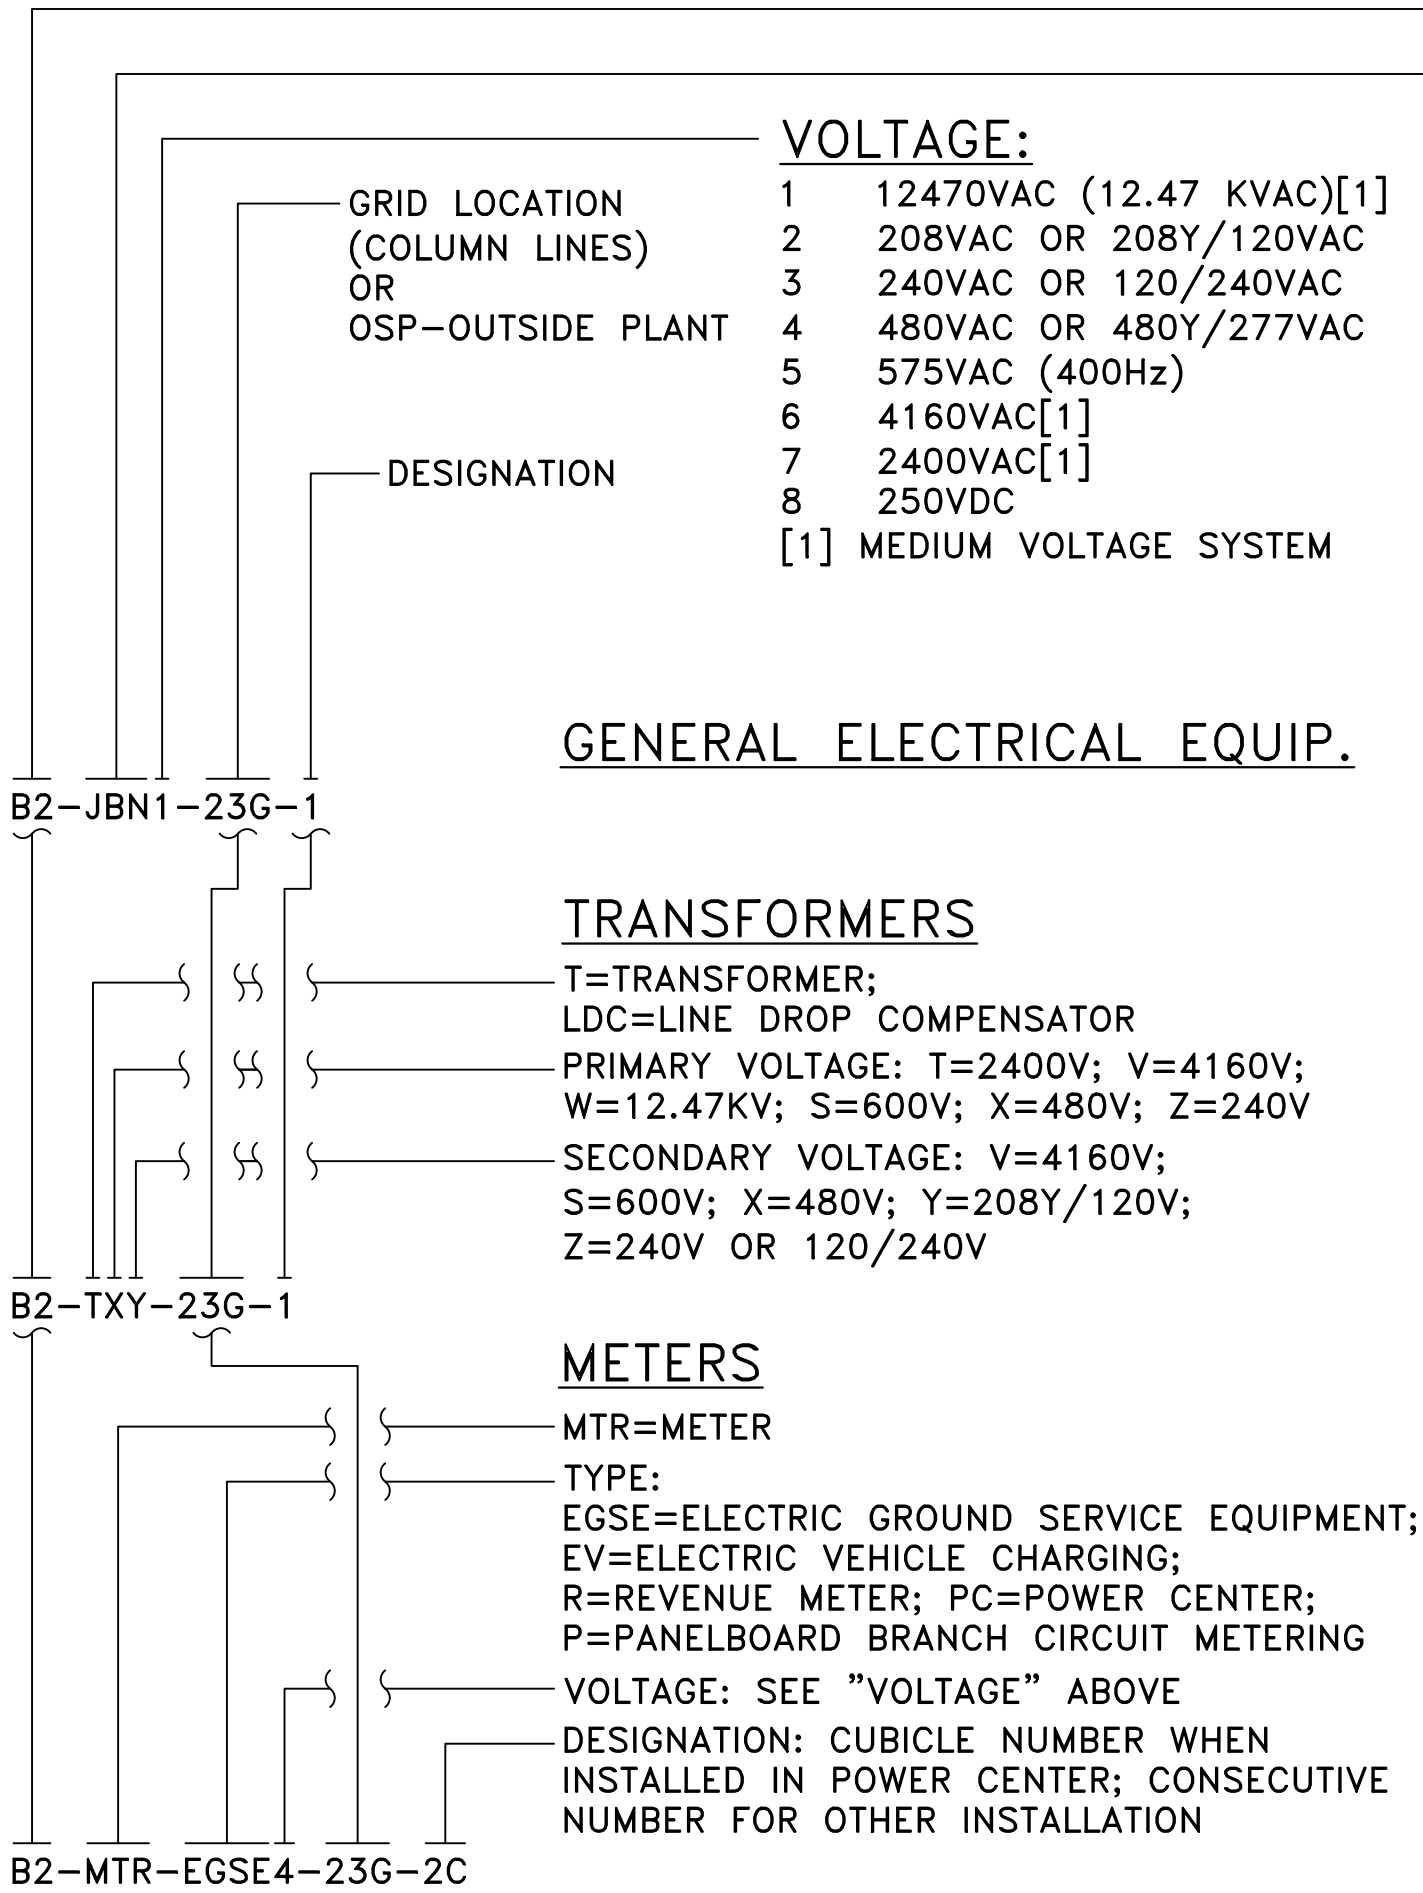 VOLTAGE:
1 12470VAC (12.47 KVAC)[1]
2 208VAC OR 208Y/120VAC
3 240VAC OR 120/240VAC
4 480VAC OR 480Y/277VAC
5 575VAC (400Hz)
6 4160VAC[1]
7 2400VAC[1]
8 250VDC
[1] MEDIUM VOLTAGE SYSTEM
GRID LOCATION
(COLUMN LINES)
OR
OSP-OUTSIDE PLANT
DESIGNATION
GENERAL ELECTRICAL EQUIP.
B2-JBN1-23G-1
TRANSFORMERS
T=TRANSFORMER;
LDC=LINE DROP COMPENSATOR
PRIMARY VOLTAGE: T=2400V; V=4160V;
W=12.47KV; S=600V; X=480V; Z=240V
SECONDARY VOLTAGE: V=4160V;
S=600V; X=480V; Y=208Y/120V;
Z=240V OR 120/240V
B2-TXY-23G-1
METERS
MTR=METER
TYPE:
EGSE=ELECTRIC GROUND SERVICE EQUIPMENT;
EV=ELECTRIC VEHICLE CHARGING;
R=REVENUE METER; PC=POWER CENTER;
P=PANELBOARD BRANCH CIRCUIT METERING
VOLTAGE: SEE ”VOLTAGE” ABOVE
DESIGNATION: CUBICLE NUMBER WHEN
INSTALLED IN POWER CENTER; CONSECUTIVE
NUMBER FOR OTHER INSTALLATION
B2-MTR-EGSE4-23G-2C